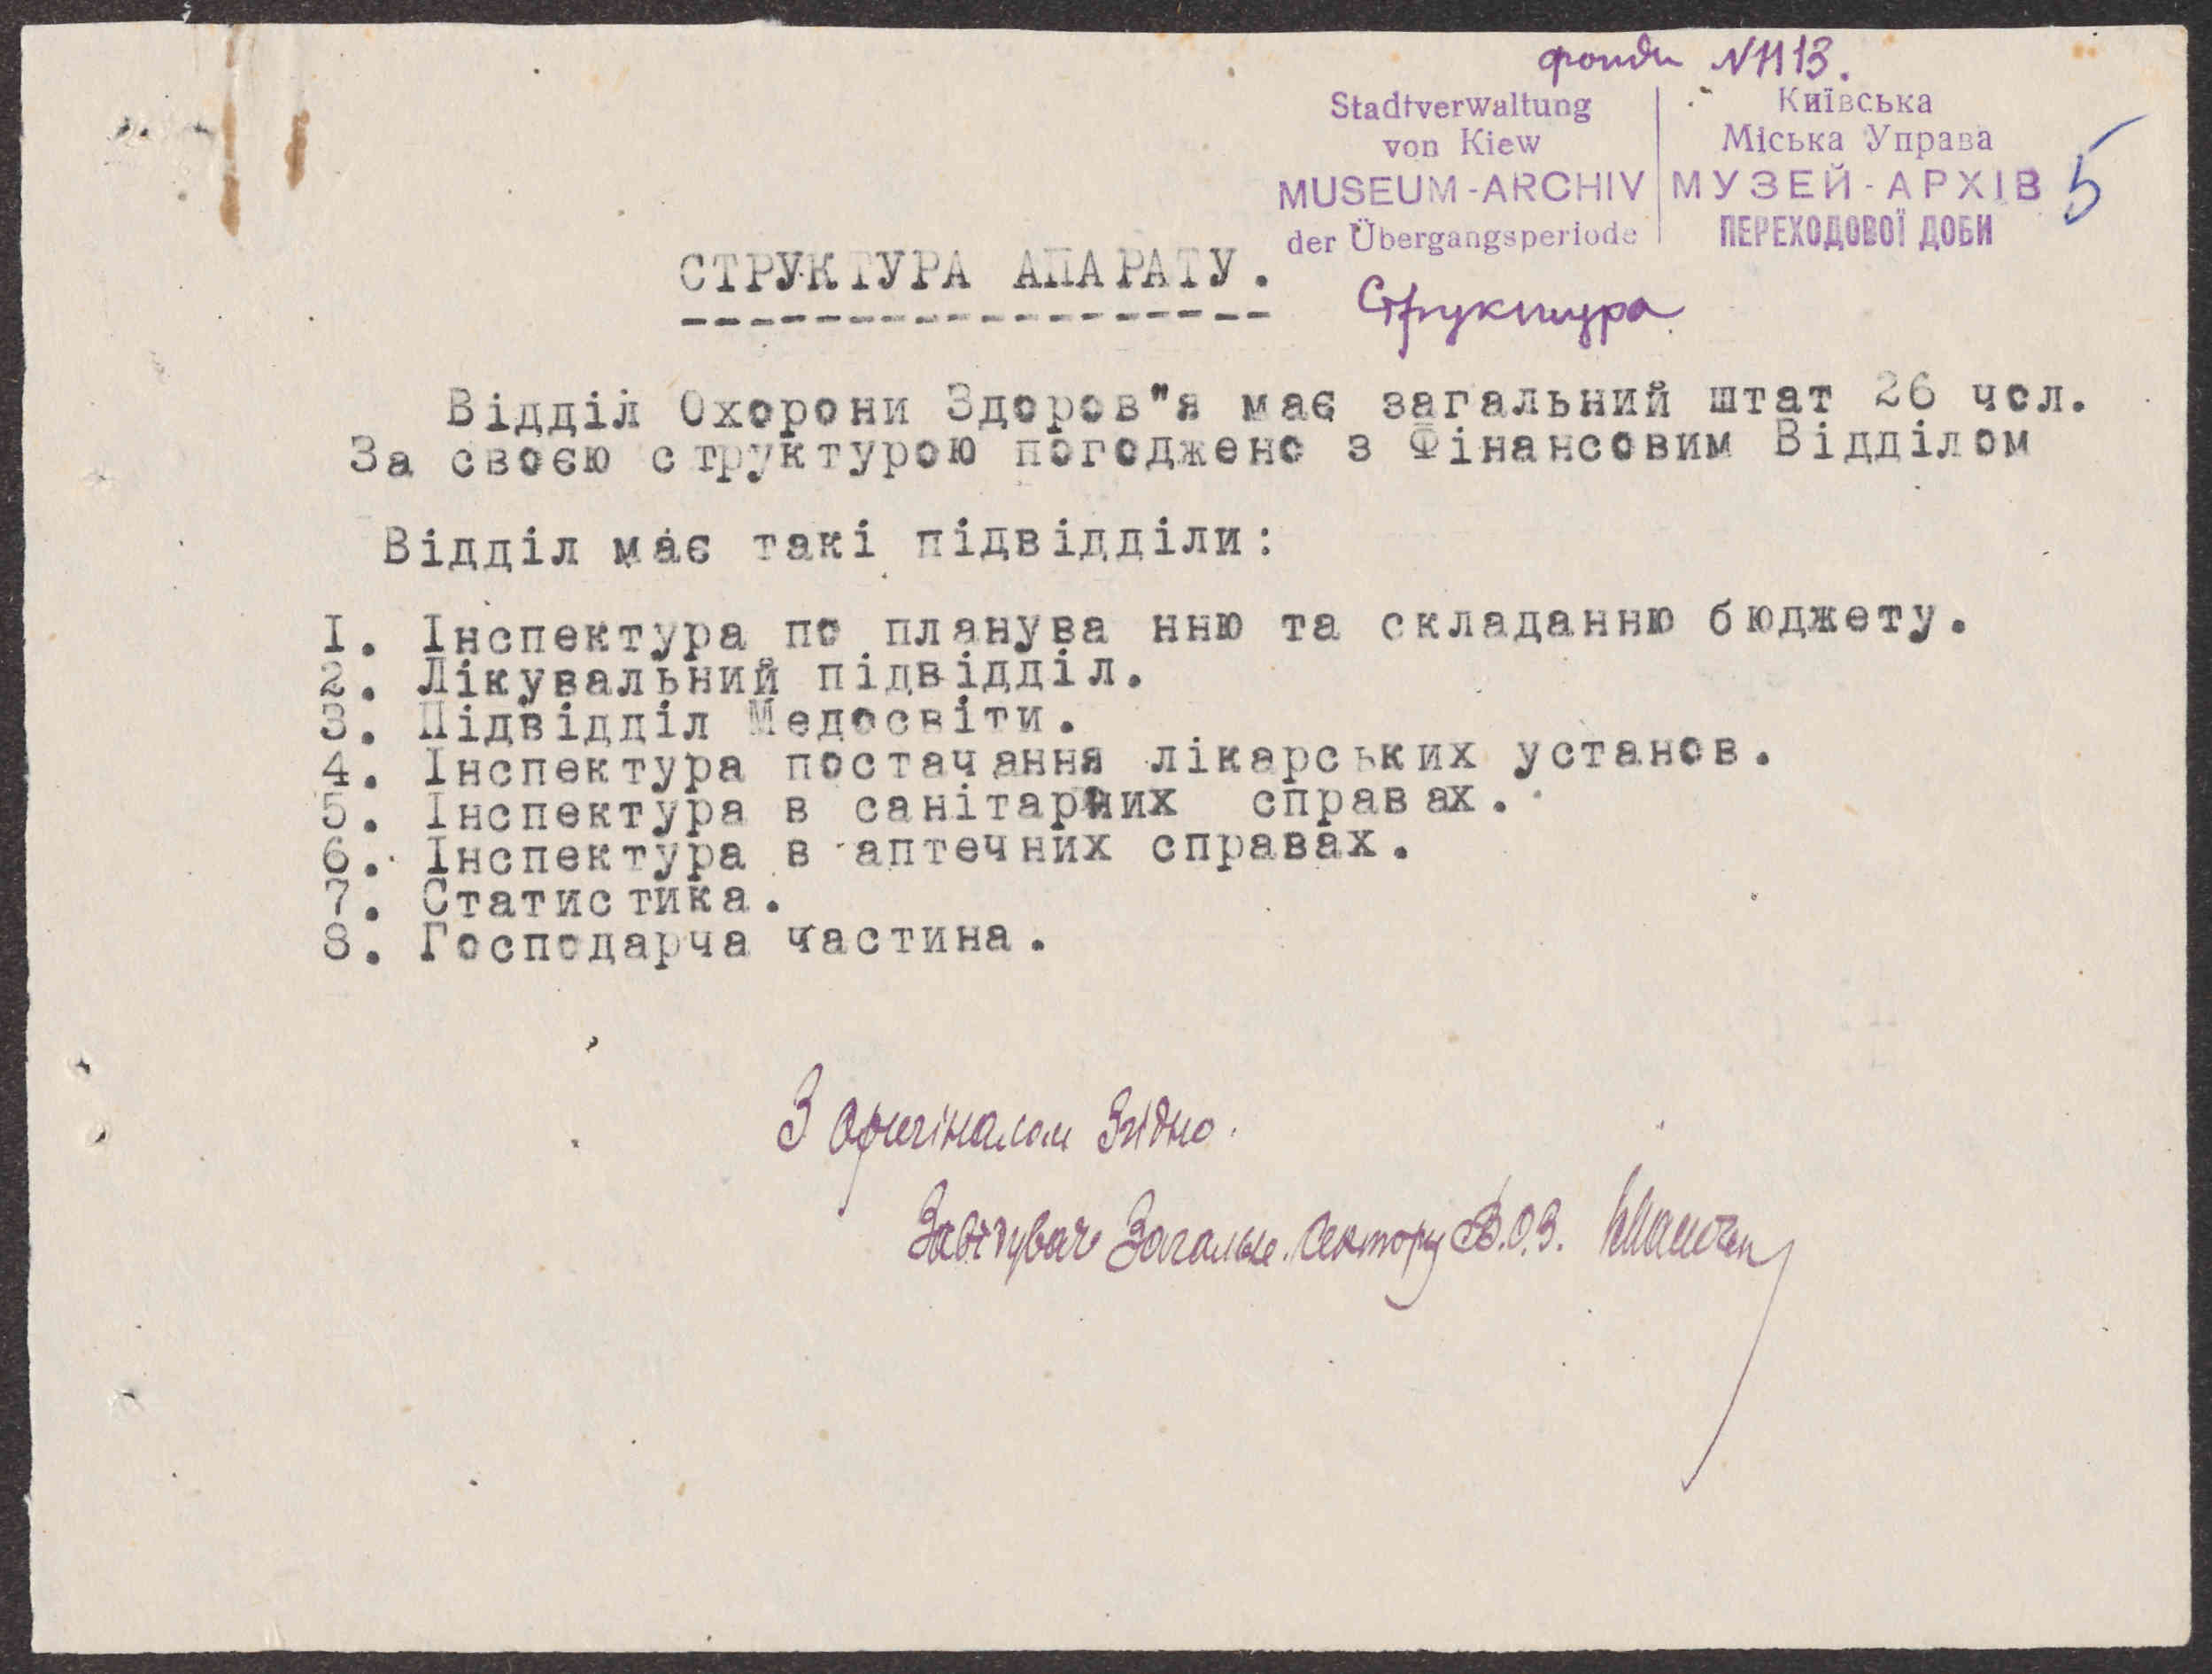 фонди №1113.
Stadtverwaltung
von Kiew
MUSEUM-ARCHIV
der Übergangsperiode
Київська
Міська Управа
МУЗЕЙ-АРХІВ
ПЕРЕХОДОВОЇ ДОБИ
5
СТРУКТУРА АПАРАТУ.
Структура
Відділ Охорони Здоров"я має загальний штат 26 чол.
За своєю структурою погоджено з Фінансовим Відділом
Відділ має такі підвідділи:
I. Інспектура по планува нню та складанню бюджету.
2. Лікувальний підвідділ.
3. Підвідділ Медосвіти.
4. Інспектура постачання лікарських установ.
5. Інспектура в санітарних справах.
6. Інспектура в аптечних справах.
7. Статистика.
8. Господарча частина.
З оригіналом згідно.
Завідувач Загальн. сектору В.О.З.